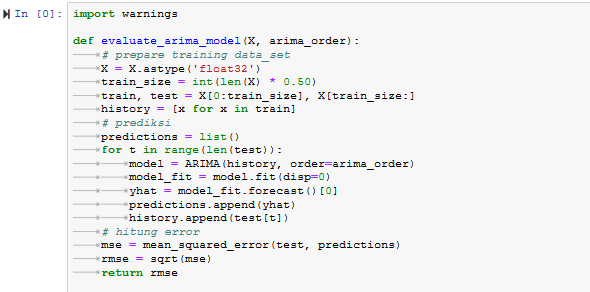 In [0]: import warnings
def evaluate_arima_model(X, arima_order):
# prepare training data_set
X = X.astype('float32')
train_size = int(len(X) * 0.50)
train, test = X[0:train_size], X[train_size:]
history = [x for x in train]
# prediksi
predictions = list()
for t in range(len(test)):
model = ARIMA(history, order=arima_order)
model_fit = model.fit(disp=0)
yhat = model_fit.forecast()[0]
predictions.append(yhat)
history.append(test[t])
# hitung error
mse = mean_squared_error(test, predictions)
rmse = sqrt(mse)
return rmse